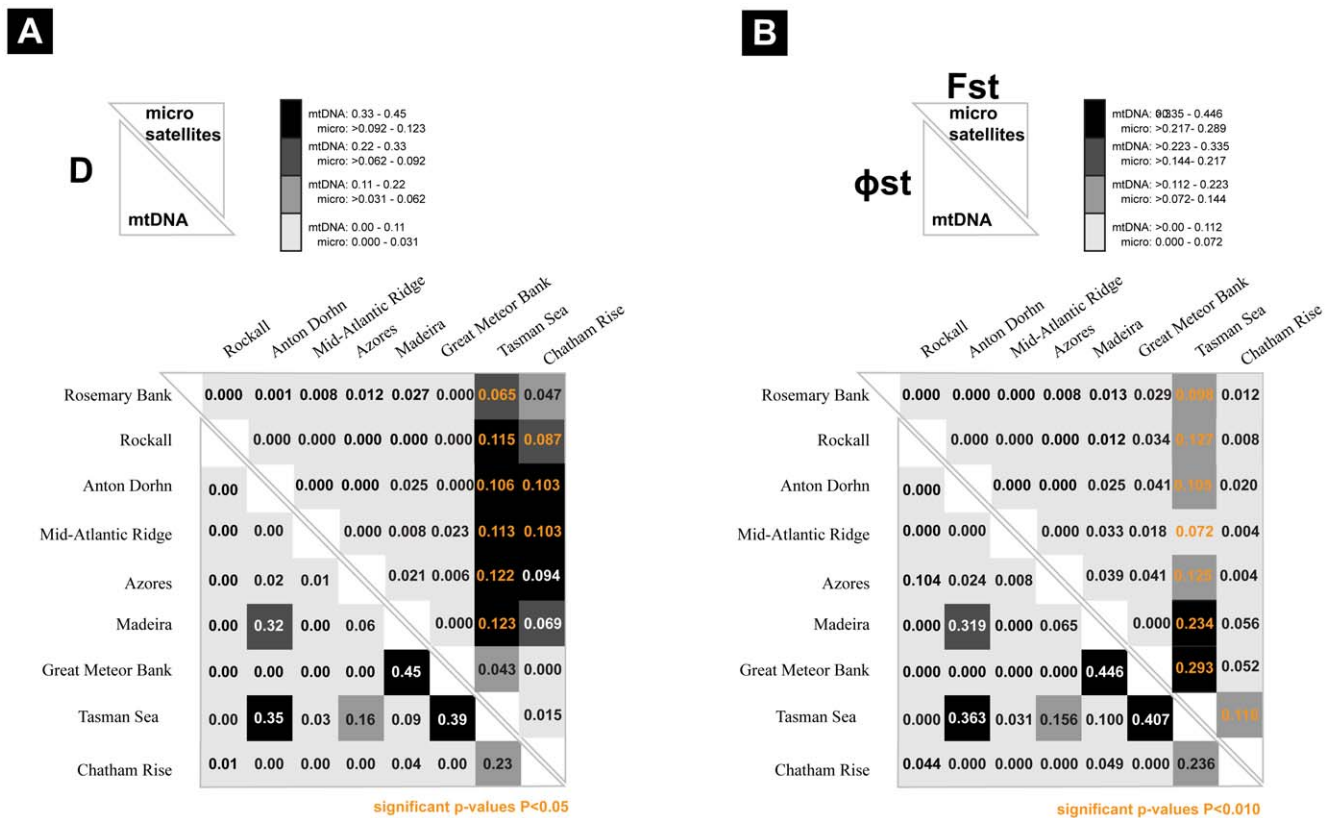 A
micro
satellites
D
mtDNA
mtDNA: 0.33 - 0.45
micro: >0.092 - 0.123
mtDNA: 0.22 - 0.33
micro: >0.062 - 0.092
mtDNA: 0.11 - 0.22
micro: >0.031 - 0.062
mtDNA: 0.00 - 0.11
micro: 0.000 - 0.031
Rockall
Anton Dorhn
Mid-Atlantic Ridge
Azores
Madeira
Great Meteor Bank
Tasman Sea
Chatham Rise
Rosemary Bank 0.000 0.001 0.008 0.012 0.027 0.000 0.065 0.047
Rockall 0.000 0.000 0.000 0.000 0.000 0.115 0.087
Anton Dorhn 0.00 0.000 0.000 0.025 0.000 0.106 0.103
Mid-Atlantic Ridge 0.00 0.00 0.000 0.008 0.023 0.113 0.103
Azores 0.00 0.02 0.01 0.021 0.006 0.122 0.094
Madeira 0.00 0.32 0.00 0.06 0.000 0.123 0.069
Great Meteor Bank 0.00 0.00 0.00 0.00 0.45 0.043 0.000
Tasman Sea 0.00 0.35 0.03 0.16 0.09 0.39 0.015
Chatham Rise 0.01 0.00 0.00 0.00 0.04 0.00 0.23
significant p-values P<0.05
B
Fst
micro
satellites
ϕst
mtDNA
mtDNA: 0.335 - 0.446
micro: >0.217- 0.289
mtDNA: >0.223 - 0.335
micro: >0.144 - 0.217
mtDNA: >0.112 - 0.223
micro: >0.072- 0.144
mtDNA: >0.00 - 0.112
micro: 0.000 - 0.072
Rockall
Anton Dorhn
Mid-Atlantic Ridge
Azores
Madeira
Great Meteor Bank
Tasman Sea
Chatham Rise
Rosemary Bank 0.000 0.000 0.000 0.008 0.013 0.029 0.098 0.012
Rockall 0.000 0.000 0.000 0.012 0.034 0.127 0.008
Anton Dorhn 0.000 0.000 0.000 0.025 0.041 0.105 0.020
Mid-Atlantic Ridge 0.000 0.000 0.000 0.033 0.018 0.072 0.004
Azores 0.104 0.024 0.008 0.039 0.041 0.125 0.004
Madeira 0.000 0.319 0.000 0.065 0.000 0.234 0.056
Great Meteor Bank 0.000 0.000 0.000 0.000 0.446 0.293 0.052
Tasman Sea 0.000 0.363 0.031 0.156 0.100 0.407 0.110
Chatham Rise 0.044 0.000 0.000 0.000 0.049 0.000 0.236
significant p-values P<0.010